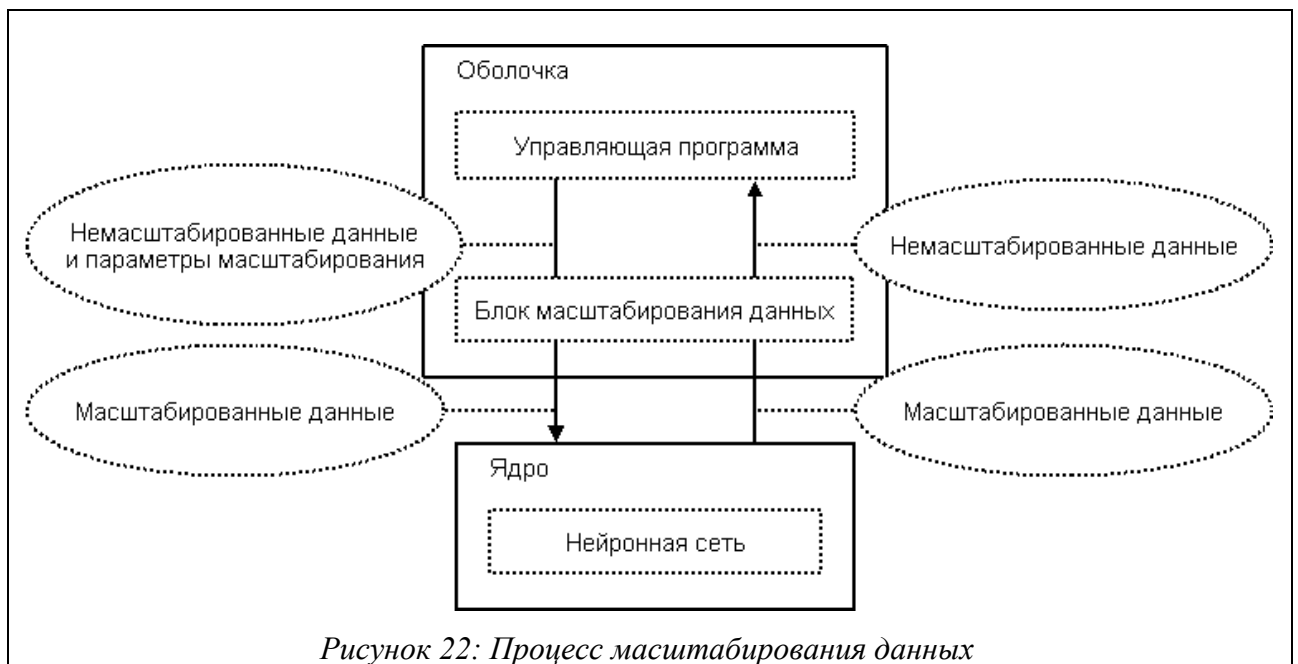 Оболочка
Управляющая программа
Немасштабированные данные
и параметры масштабирования
Немасштабированные данные
Блок масштабирования данных
Масштабированные данные
Масштабированные данные
Ядро
Нейронная сеть
Рисунок 22: Процесс масштабирования данных